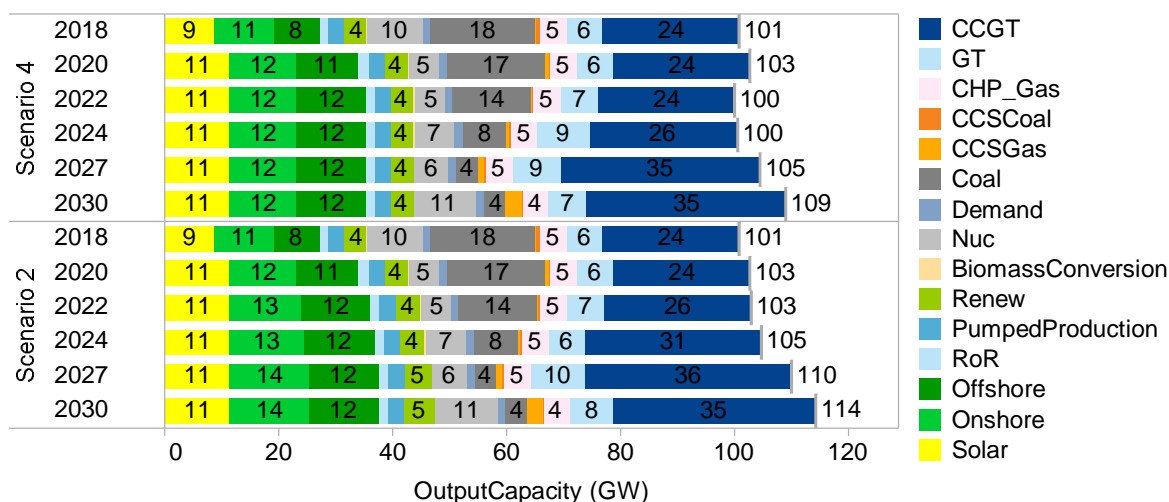 Scenario 4
2018 9 11 8 4 10 18 5 6 24 101
2020 11 12 11 4 5 17 5 6 24 103
2022 11 12 12 4 5 14 5 7 24 100
2024 11 12 12 4 7 8 5 9 26 100
2027 11 12 12 4 6 4 5 9 35 105
2030 11 12 12 4 11 4 4 7 35 109
Scenario 2
2018 9 11 8 4 10 18 5 6 24 101
2020 11 12 11 4 5 17 5 6 24 103
2022 11 13 12 4 5 14 5 7 26 103
2024 11 13 12 4 7 8 5 6 31 105
2027 11 14 12 5 6 4 5 10 36 110
2030 11 14 12 5 11 4 4 8 35 114
0 20 40 60 80 100 120
OutputCapacity (GW)
CCGT
GT
CHP_Gas
CCSCoal
CCSGas
Coal
Demand
Nuc
BiomassConversion
Renew
PumpedProduction
RoR
Offshore
Onshore
Solar